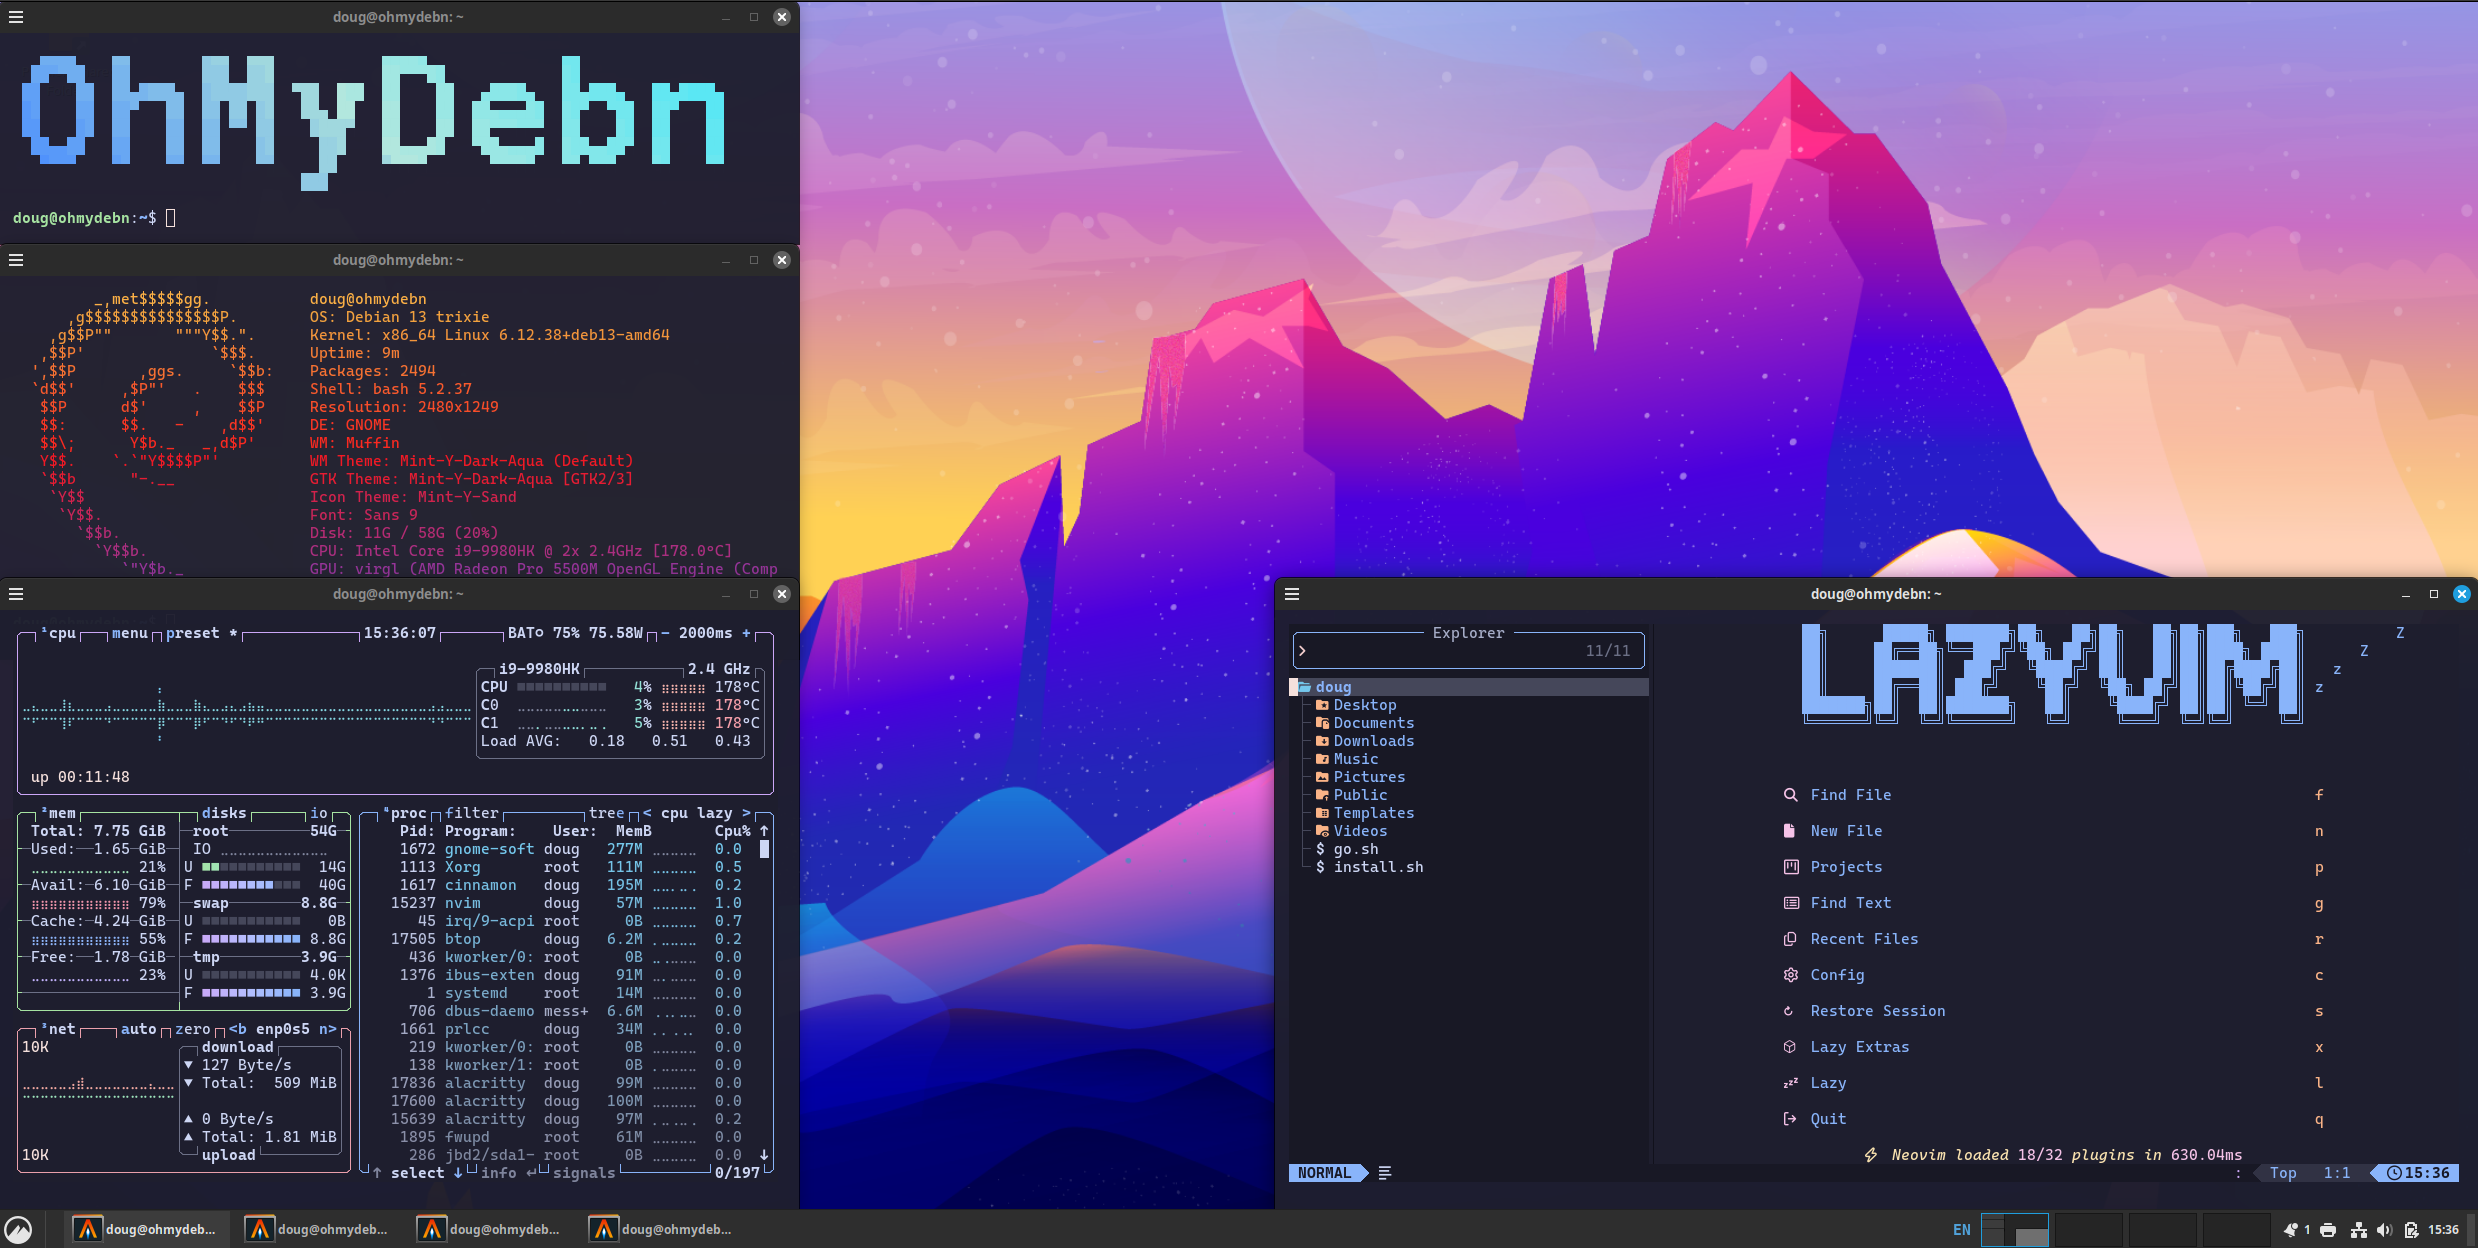 doug@ohmydebn: ~
OhMyDebn
doug@ohmydebn:~$
doug@ohmydebn: ~
_,met$$$$$gg.
,g$$$$$$$$$$$$$$$P.
,g$$P""       """Y$$.".
,$$P'              `$$$.
',$$P       ,ggs.     `$$b:
`d$$'     ,$P"'   .    $$$
$$P      d$'     ,    $$P
$$:      $$.   -    ,d$$'
$$\;      Y$b._   _,d$P'
Y$$.    `.`"Y$$$$P"'
`$$b      "-.__
`Y$$
`Y$$.
`$$b.
`Y$$b.
`"Y$b._
doug@ohmydebn
OS: Debian 13 trixie
Kernel: x86_64 Linux 6.12.38+deb13-amd64
Uptime: 9m
Packages: 2494
Shell: bash 5.2.37
Resolution: 2480x1249
DE: GNOME
WM: Muffin
WM Theme: Mint-Y-Dark-Aqua (Default)
GTK Theme: Mint-Y-Dark-Aqua [GTK2/3]
Icon Theme: Mint-Y-Sand
Font: Sans 9
Disk: 11G / 58G (20%)
CPU: Intel Core i9-9980HK @ 2x 2.4GHz [178.0°C]
GPU: virgl (AMD Radeon Pro 5500M OpenGL Engine (Comp
doug@ohmydebn: ~
¹cpu menu preset * 15:36:07 BAT○ 75% 75.58W - 2000ms +
i9-9980HK 2.4 GHz
CPU 4% 178°C
C0 3% 178°C
C1 5% 178°C
Load AVG: 0.18 0.51 0.43
up 00:11:48
²mem disks io
Total: 7.75 GiB
Used: 1.65 GiB
21%
Avail: 6.10 GiB
79%
Cache: 4.24 GiB
55%
Free: 1.78 GiB
23%
root 54G
IO
U 14G
F 40G
swap 8.8G
U 0B
F 8.8G
tmp 3.9G
U 4.0K
F 3.9G
³net auto zero <b enp0s5 n>
10K
download
▼ 127 Byte/s
▼ Total: 509 MiB
▲ 0 Byte/s
▲ Total: 1.81 MiB
upload
10K
⁴proc filter tree < cpu lazy >
Pid: Program: User: MemB Cpu% ↑
1672 gnome-soft doug 277M 0.0
1113 Xorg root 111M 0.5
1617 cinnamon doug 195M 0.2
15237 nvim doug 57M 1.0
45 irq/9-acpi root 0B 0.7
17505 btop doug 6.2M 0.2
436 kworker/0: root 0B 0.0
1376 ibus-exten doug 91M 0.0
1 systemd root 14M 0.0
706 dbus-daemo mess+ 6.6M 0.0
1661 prlcc doug 34M 0.0
219 kworker/0: root 0B 0.0
138 kworker/1: root 0B 0.0
17836 alacritty doug 99M 0.0
17600 alacritty doug 100M 0.0
15639 alacritty doug 97M 0.2
1895 fwupd root 61M 0.0
286 jbd2/sda1- root 0B 0.0 ↓
↑ select ↓ info ↵ signals 0/197
doug@ohmydebn: ~
Explorer
> 11/11
doug
Desktop
Documents
Downloads
Music
Pictures
Public
Templates
Videos
$ go.sh
$ install.sh
LAZYVIM
Z
Z
z
z
Find File f
New File n
Projects p
Find Text g
Recent Files r
Config c
Restore Session s
Lazy Extras x
Lazy l
Quit q
Neovim loaded 18/32 plugins in 630.04ms
NORMAL : Top 1:1 15:36
doug@ohmydeb... doug@ohmydeb... doug@ohmydeb... doug@ohmydeb... EN 1 15:36